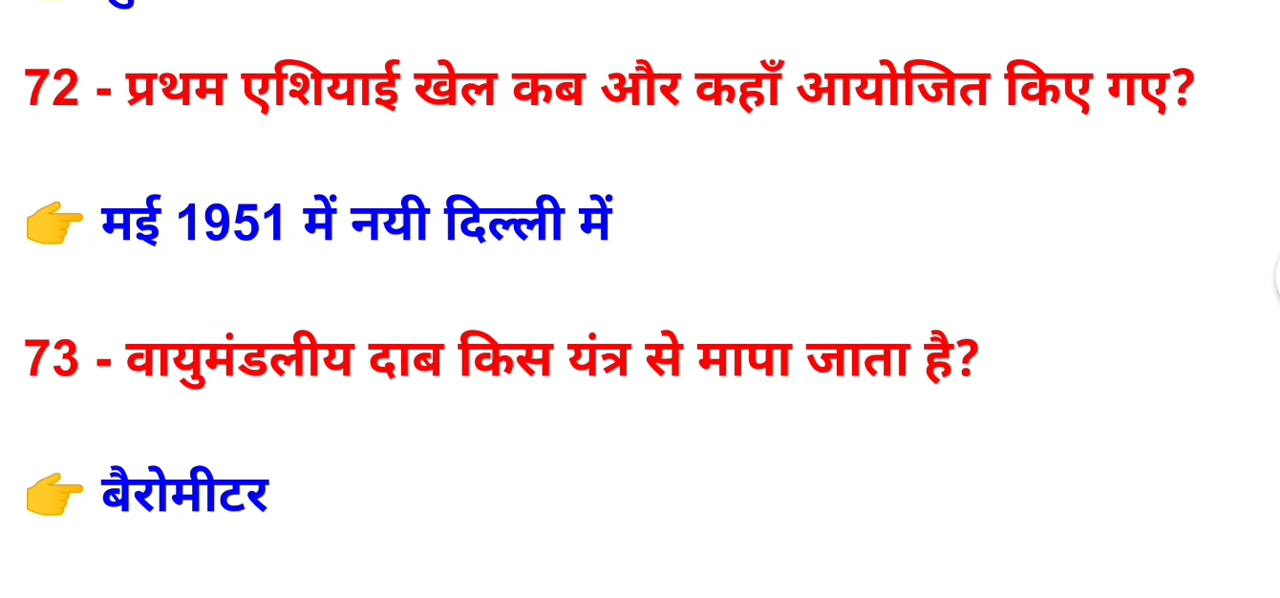 72 - प्रथम एशियाई खेल कब और कहाँ आयोजित किए गए?
👉 मई 1951 में नयी दिल्ली में
73 - वायुमंडलीय दाब किस यंत्र से मापा जाता है?
👉 बैरोमीटर